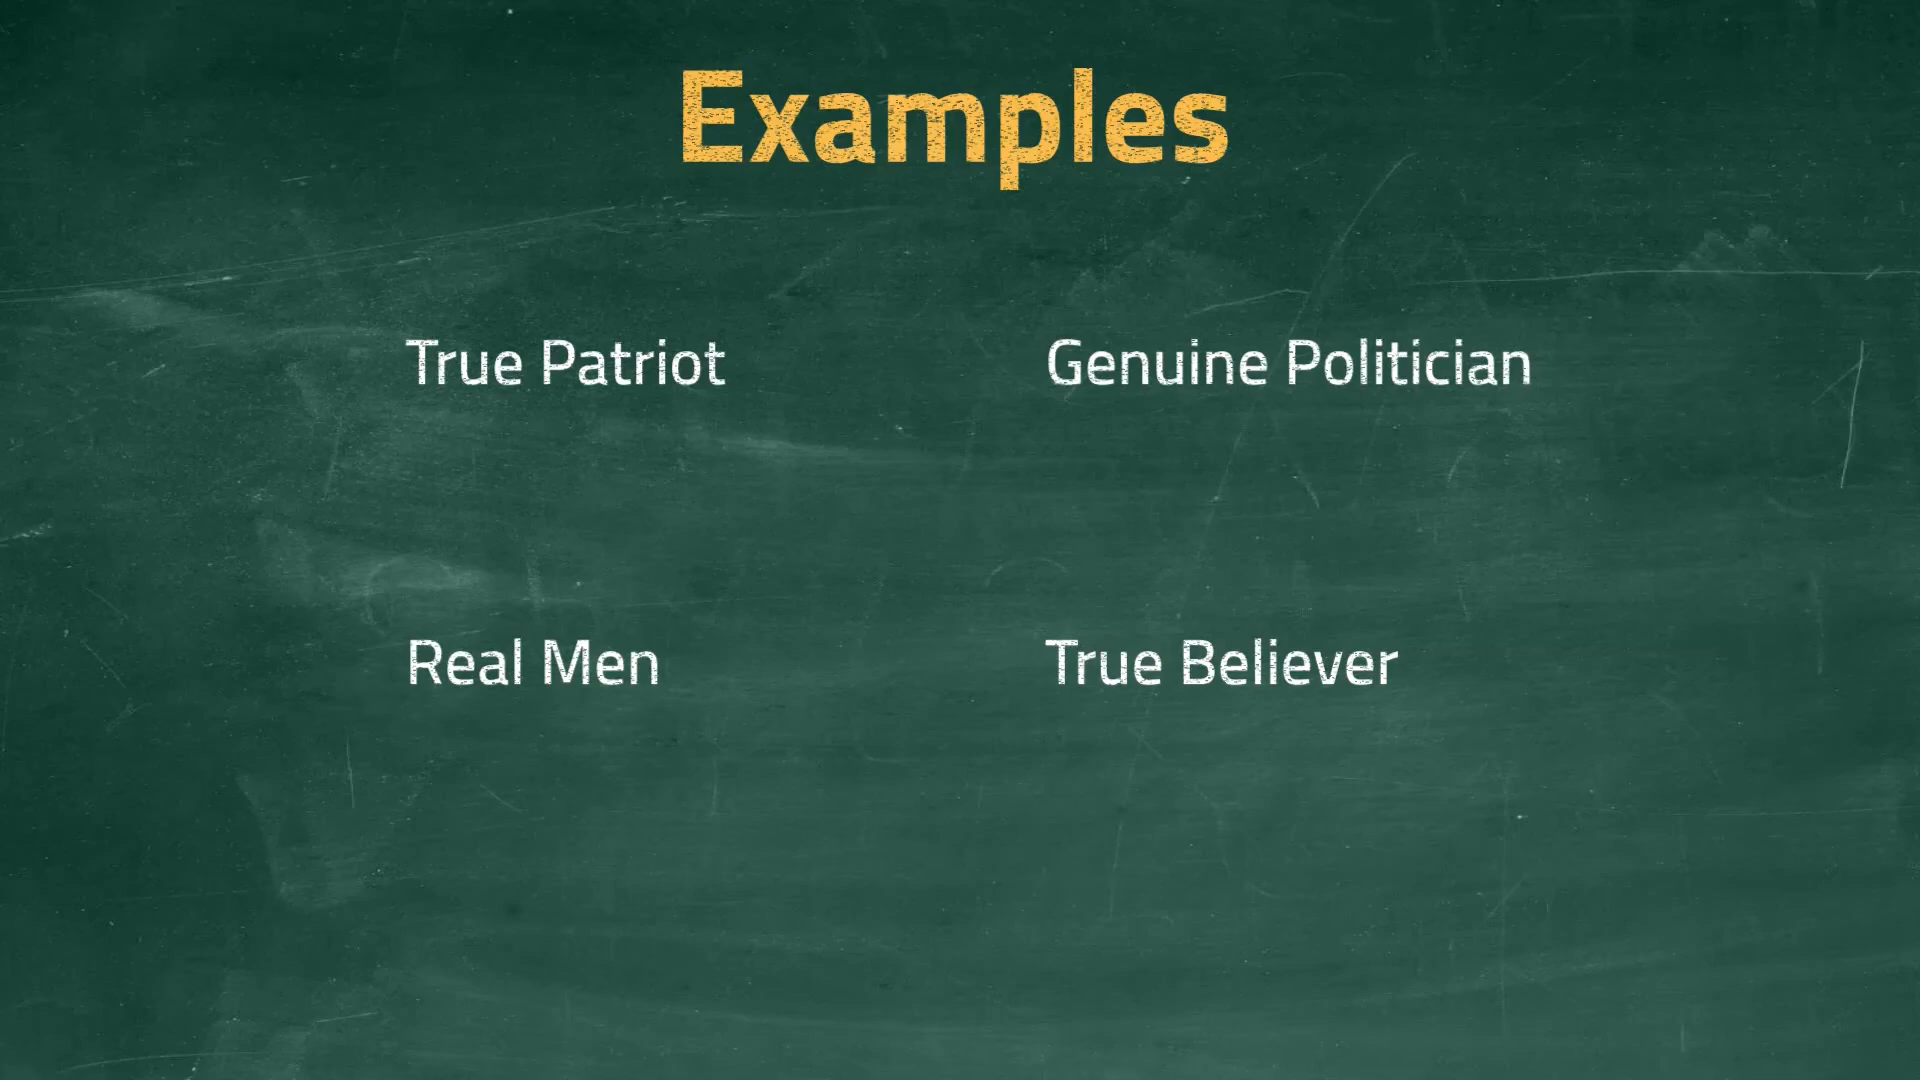 Examples
True Patriot
Genuine Politician
Real Men
True Believer